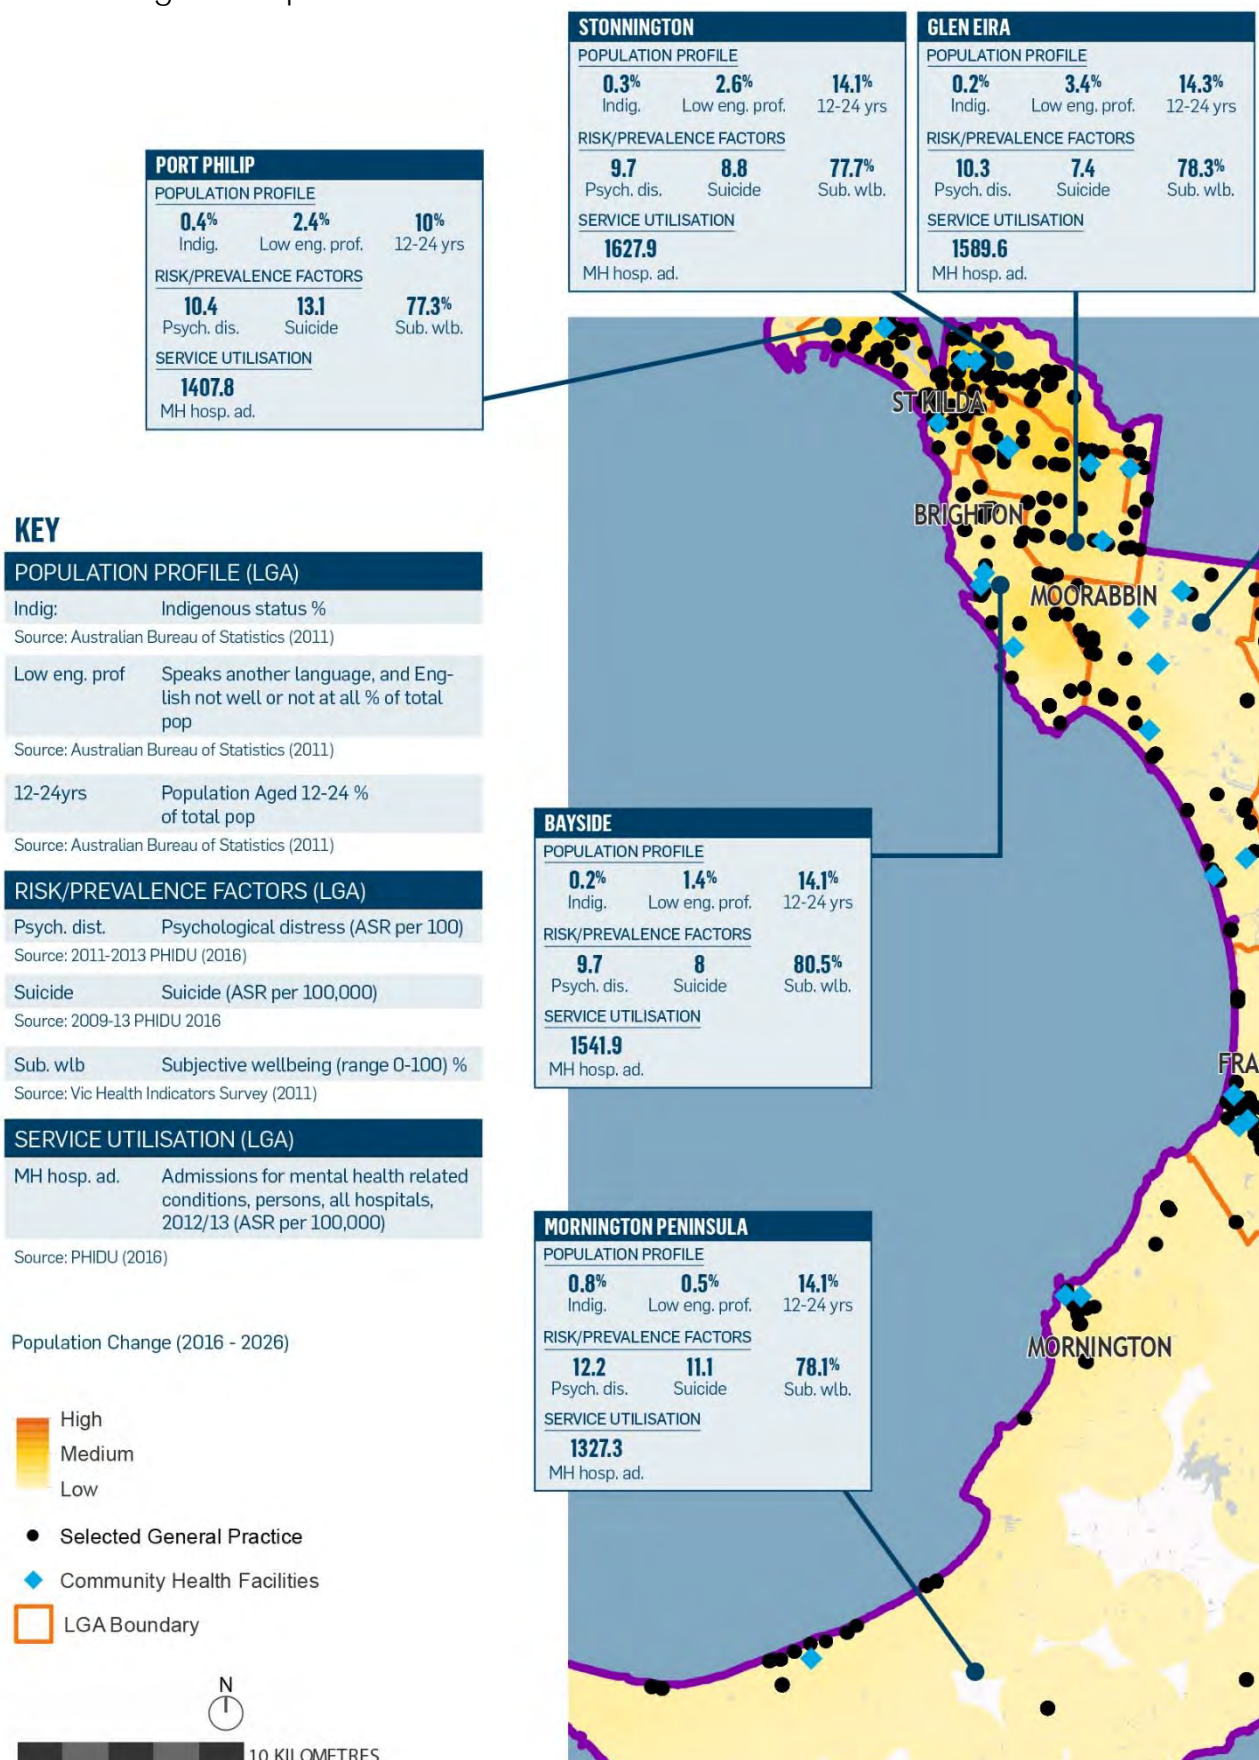 STONNINGTON
POPULATION PROFILE
0.3% 2.6% 14.1%
Indig. Low eng. prof. 12-24 yrs
RISK/PREVALENCE FACTORS
9.7 8.8 77.7%
Psych. dis. Suicide Sub. wlb.
SERVICE UTILISATION
1627.9
MH hosp. ad.
GLEN EIRA
POPULATION PROFILE
0.2% 3.4% 14.3%
Indig. Low eng. prof. 12-24 yrs
RISK/PREVALENCE FACTORS
10.3 7.4 78.3%
Psych. dis. Suicide Sub. wlb.
SERVICE UTILISATION
1589.6
MH hosp. ad.
PORT PHILIP
POPULATION PROFILE
0.4% 2.4% 10%
Indig. Low eng. prof. 12-24 yrs
RISK/PREVALENCE FACTORS
10.4 13.1 77.3%
Psych. dis. Suicide Sub. wlb.
SERVICE UTILISATION
1407.8
MH hosp. ad.
ST KILDA
BRIGHTON
MOORABBIN
KEY
POPULATION PROFILE (LGA)
Indig: Indigenous status %
Source: Australian Bureau of Statistics (2011)
Low eng. prof Speaks another language, and Eng-
lish not well or not at all % of total
pop
Source: Australian Bureau of Statistics (2011)
12-24yrs Population Aged 12-24 %
of total pop
Source: Australian Bureau of Statistics (2011)
RISK/PREVALENCE FACTORS (LGA)
Psych. dist. Psychological distress (ASR per 100)
Source: 2011-2013 PHIDU (2016)
Suicide Suicide (ASR per 100,000)
Source: 2009-13 PHIDU 2016
Sub. wlb Subjective wellbeing (range 0-100) %
Source: Vic Health Indicators Survey (2011)
SERVICE UTILISATION (LGA)
MH hosp. ad. Admissions for mental health related
conditions, persons, all hospitals,
2012/13 (ASR per 100,000)
Source: PHIDU (2016)
BAYSIDE
POPULATION PROFILE
0.2% 1.4% 14.1%
Indig. Low eng. prof. 12-24 yrs
RISK/PREVALENCE FACTORS
9.7 8 80.5%
Psych. dis. Suicide Sub. wlb.
SERVICE UTILISATION
1541.9
MH hosp. ad.
FRA
MORNINGTON PENINSULA
POPULATION PROFILE
0.8% 0.5% 14.1%
Indig. Low eng. prof. 12-24 yrs
RISK/PREVALENCE FACTORS
12.2 11.1 78.1%
Psych. dis. Suicide Sub. wlb.
SERVICE UTILISATION
1327.3
MH hosp. ad.
MORNINGTON
Population Change (2016 - 2026)
High
Medium
Low
Selected General Practice
Community Health Facilities
LGA Boundary
N
10 KILOMETRES